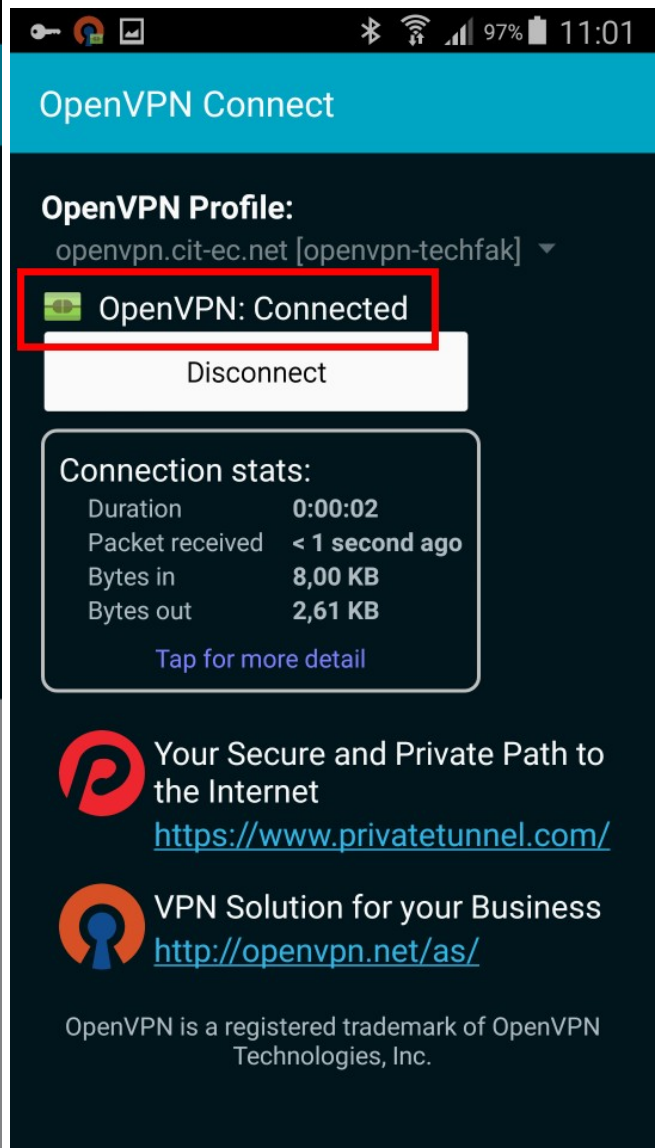 97% 11:01
OpenVPN Connect
OpenVPN Profile:
openvpn.cit-ec.net [openvpn-techfak]
OpenVPN: Connected
Disconnect
Connection stats:
Duration 0:00:02
Packet received < 1 second ago
Bytes in 8,00 KB
Bytes out 2,61 KB
Tap for more detail
Your Secure and Private Path to
the Internet
https://www.privatetunnel.com/
VPN Solution for your Business
http://openvpn.net/as/
OpenVPN is a registered trademark of OpenVPN
Technologies, Inc.